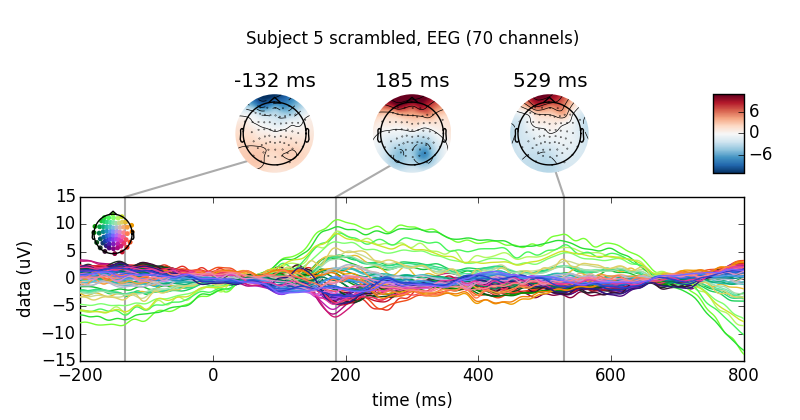 Subject 5 scrambled, EEG (70 channels)
-132 ms 185 ms 529 ms
6
0
−6
15
10
5
0
−5
−10
−15
data (uV)
−200 0 200 400 600 800
time (ms)